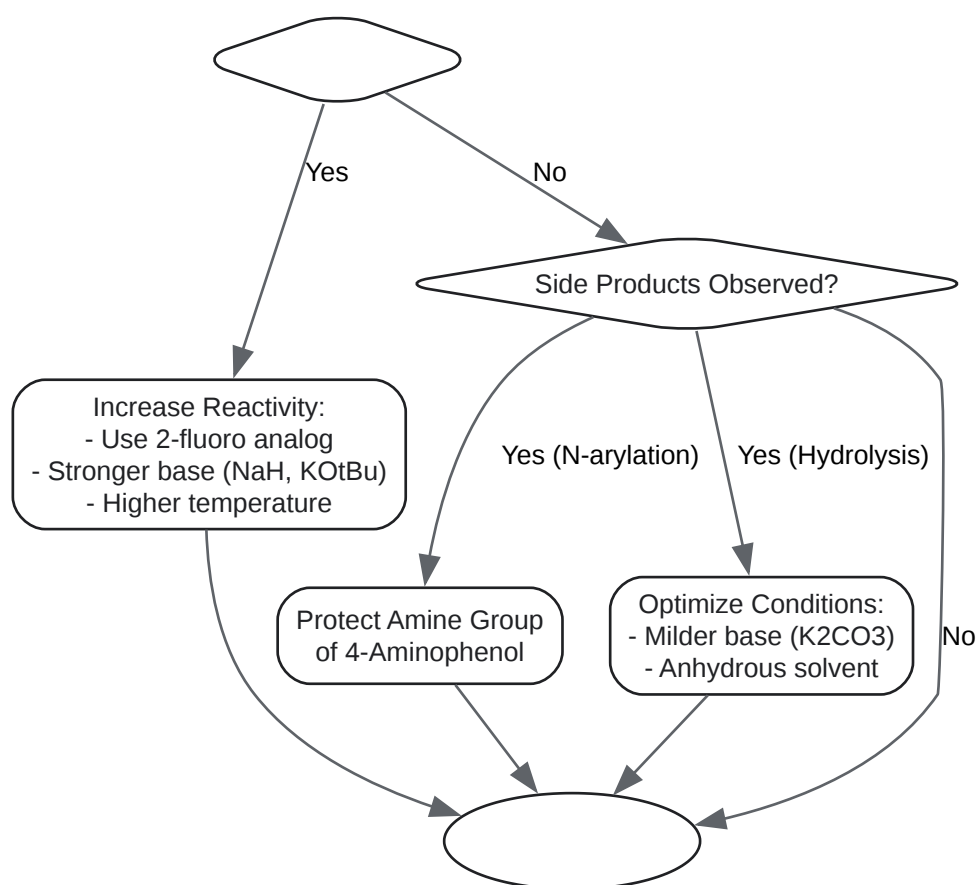 Yes
No
Side Products Observed?
Increase Reactivity:
- Use 2-fluoro analog
- Stronger base (NaH, KOtBu)
- Higher temperature
Yes (N-arylation)
Yes (Hydrolysis)
Protect Amine Group
of 4-Aminophenol
Optimize Conditions:
- Milder base (K2CO3)
- Anhydrous solvent
No